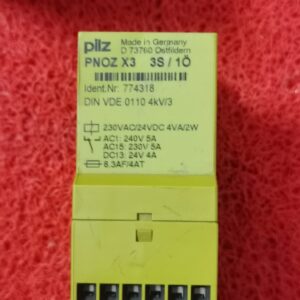 pilz
Made in Germany
D 73760 Ostfildern
PNOZ X3 3S / 1Ö
Ident.Nr: 774318
DIN VDE 0110 4kV/3
230VAC/24VDC 4VA/2W
AC1: 240V 5A
AC15: 230V 5A
DC13: 24V 4A
6.3AF/4AT